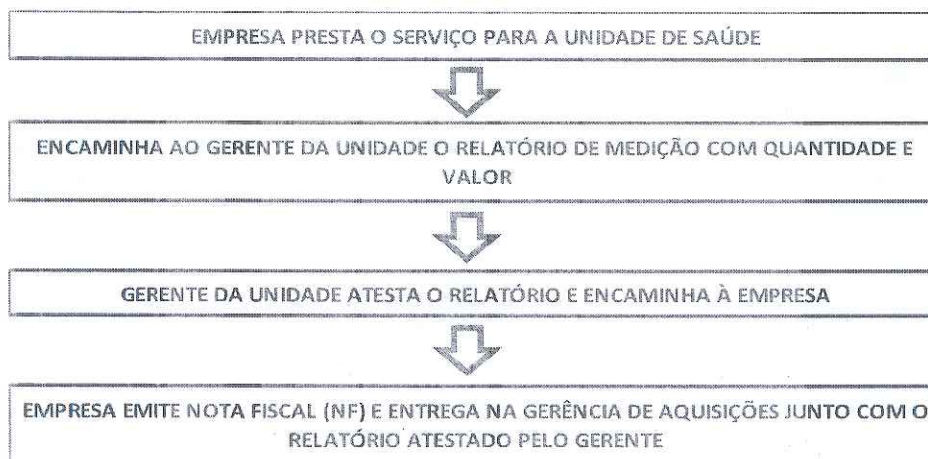 EMPRESA PRESTA O SERVIÇO PARA A UNIDADE DE SAÚDE
ENCAMINHA AO GERENTE DA UNIDADE O RELATÓRIO DE MEDIÇÃO COM QUANTIDADE E
VALOR
GERENTE DA UNIDADE ATESTA O RELATÓRIO E ENCAMINHA À EMPRESA
EMPRESA EMITE NOTA FISCAL (NF) E ENTREGA NA GERÊNCIA DE AQUISIÇÕES JUNTO COM O
RELATÓRIO ATESTADO PELO GERENTE